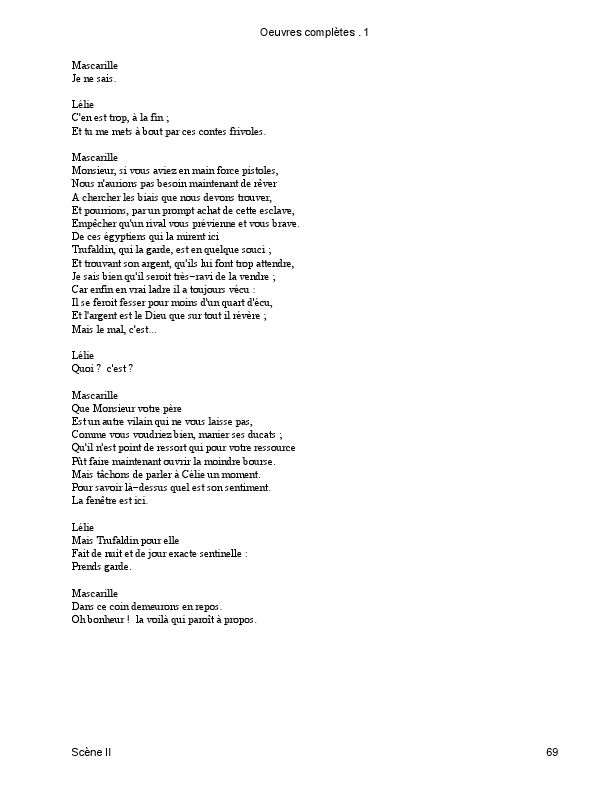 Oeuvres complètes . 1
Mascarille
Je ne sais.
Lélie
C'en est trop, à la fin ;
Et tu me mets à bout par ces contes frivoles.
Mascarille
Monsieur, si vous aviez en main force pistoles,
Nous n'aurions pas besoin maintenant de rêver
A chercher les biais que nous devons trouver,
Et pourrions, par un prompt achat de cette esclave,
Empêcher qu'un rival vous prévienne et vous brave.
De ces égyptiens qui la mirent ici
Trufaldin, qui la garde, est en quelque souci ;
Et trouvant son argent, qu'ils lui font trop attendre,
Je sais bien qu'il seroit très−ravi de la vendre ;
Car enfin en vrai ladre il a toujours vécu :
Il se feroit fesser pour moins d'un quart d'écu,
Et l'argent est le Dieu que sur tout il révère ;
Mais le mal, c'est...
Lélie
Quoi ? c'est ?
Mascarille
Que Monsieur votre père
Est un autre vilain qui ne vous laisse pas,
Comme vous voudriez bien, manier ses ducats ;
Qu'il n'est point de ressort qui pour votre ressource
Pût faire maintenant ouvrir la moindre bourse.
Mais tâchons de parler à Célie un moment.
Pour savoir là−dessus quel est son sentiment.
La fenêtre est ici.
Lélie
Mais Trufaldin pour elle
Fait de nuit et de jour exacte sentinelle :
Prends garde.
Mascarille
Dans ce coin demeurons en repos.
Oh bonheur ! la voilà qui paroît à propos.
Scène II
69